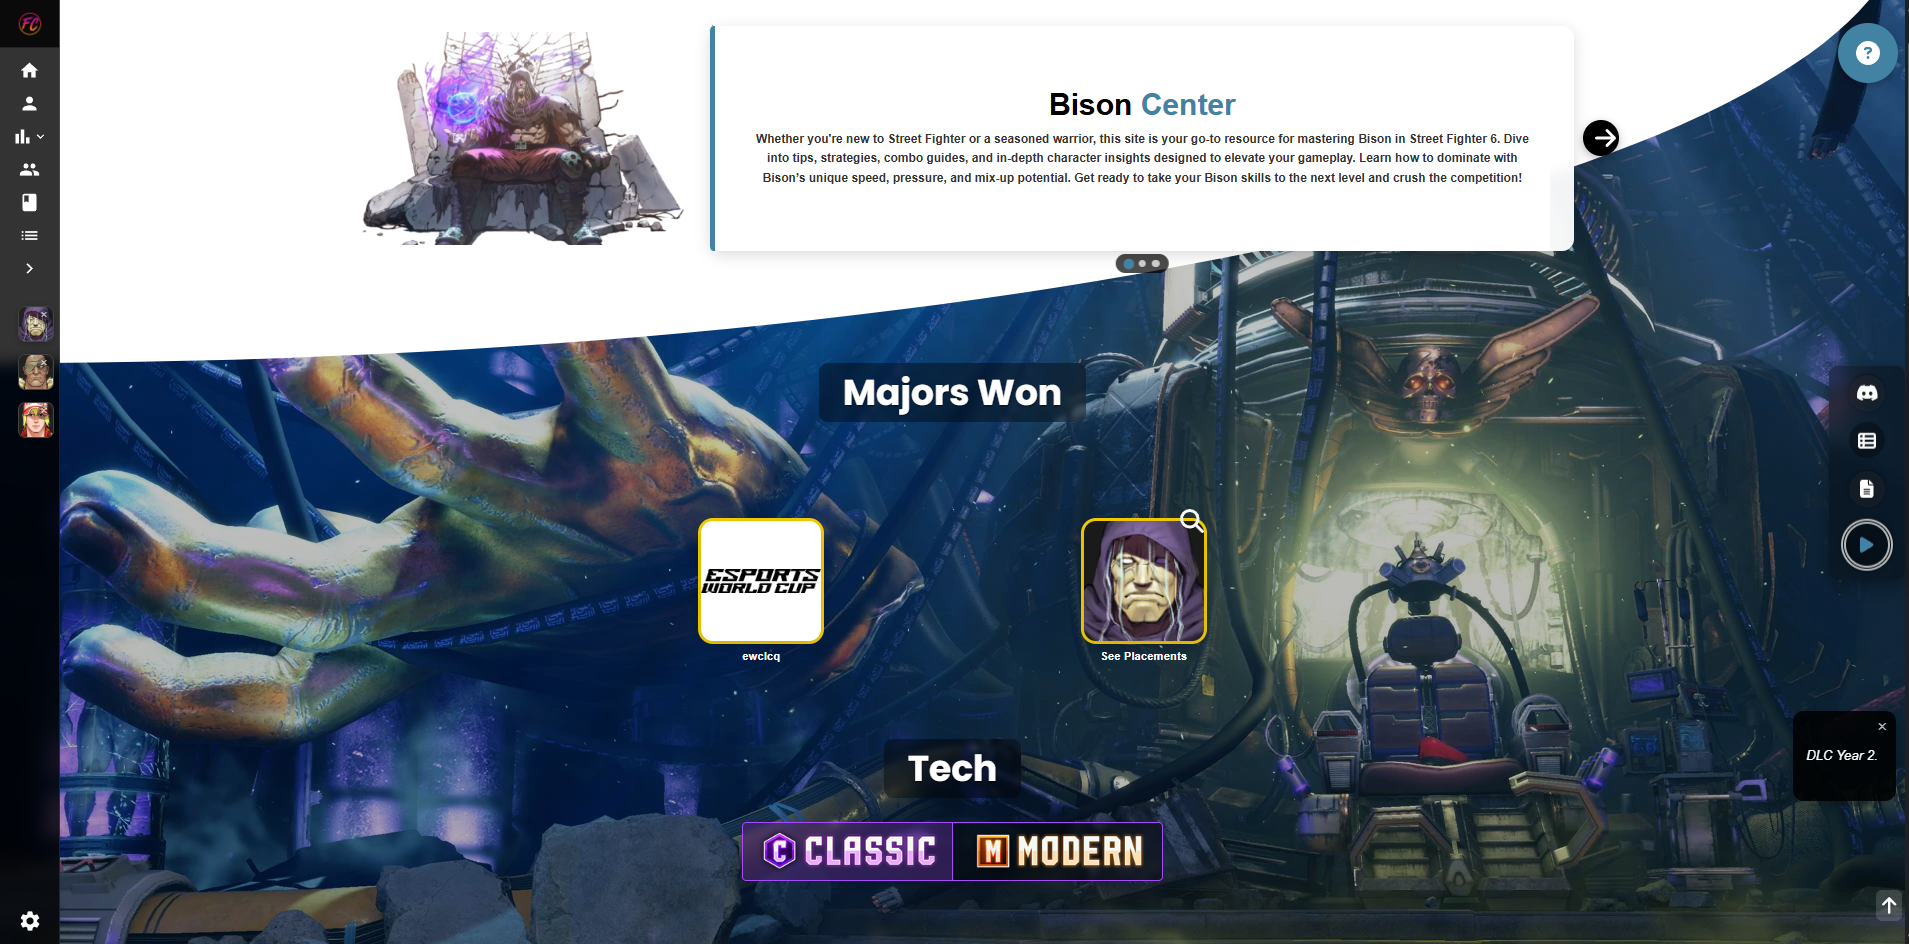 FC
Bison Center
Whether you're new to Street Fighter or a seasoned warrior, this site is your go-to resource for mastering Bison in Street Fighter 6. Dive
into tips, strategies, combo guides, and in-depth character insights designed to elevate your gameplay. Learn how to dominate with
Bison's unique speed, pressure, and mix-up potential. Get ready to take your Bison skills to the next level and crush the competition!
Majors Won
ESPORTS
WORLD CUP
ewclcq
See Placements
DLC Year 2.
Tech
C CLASSIC
M MODERN